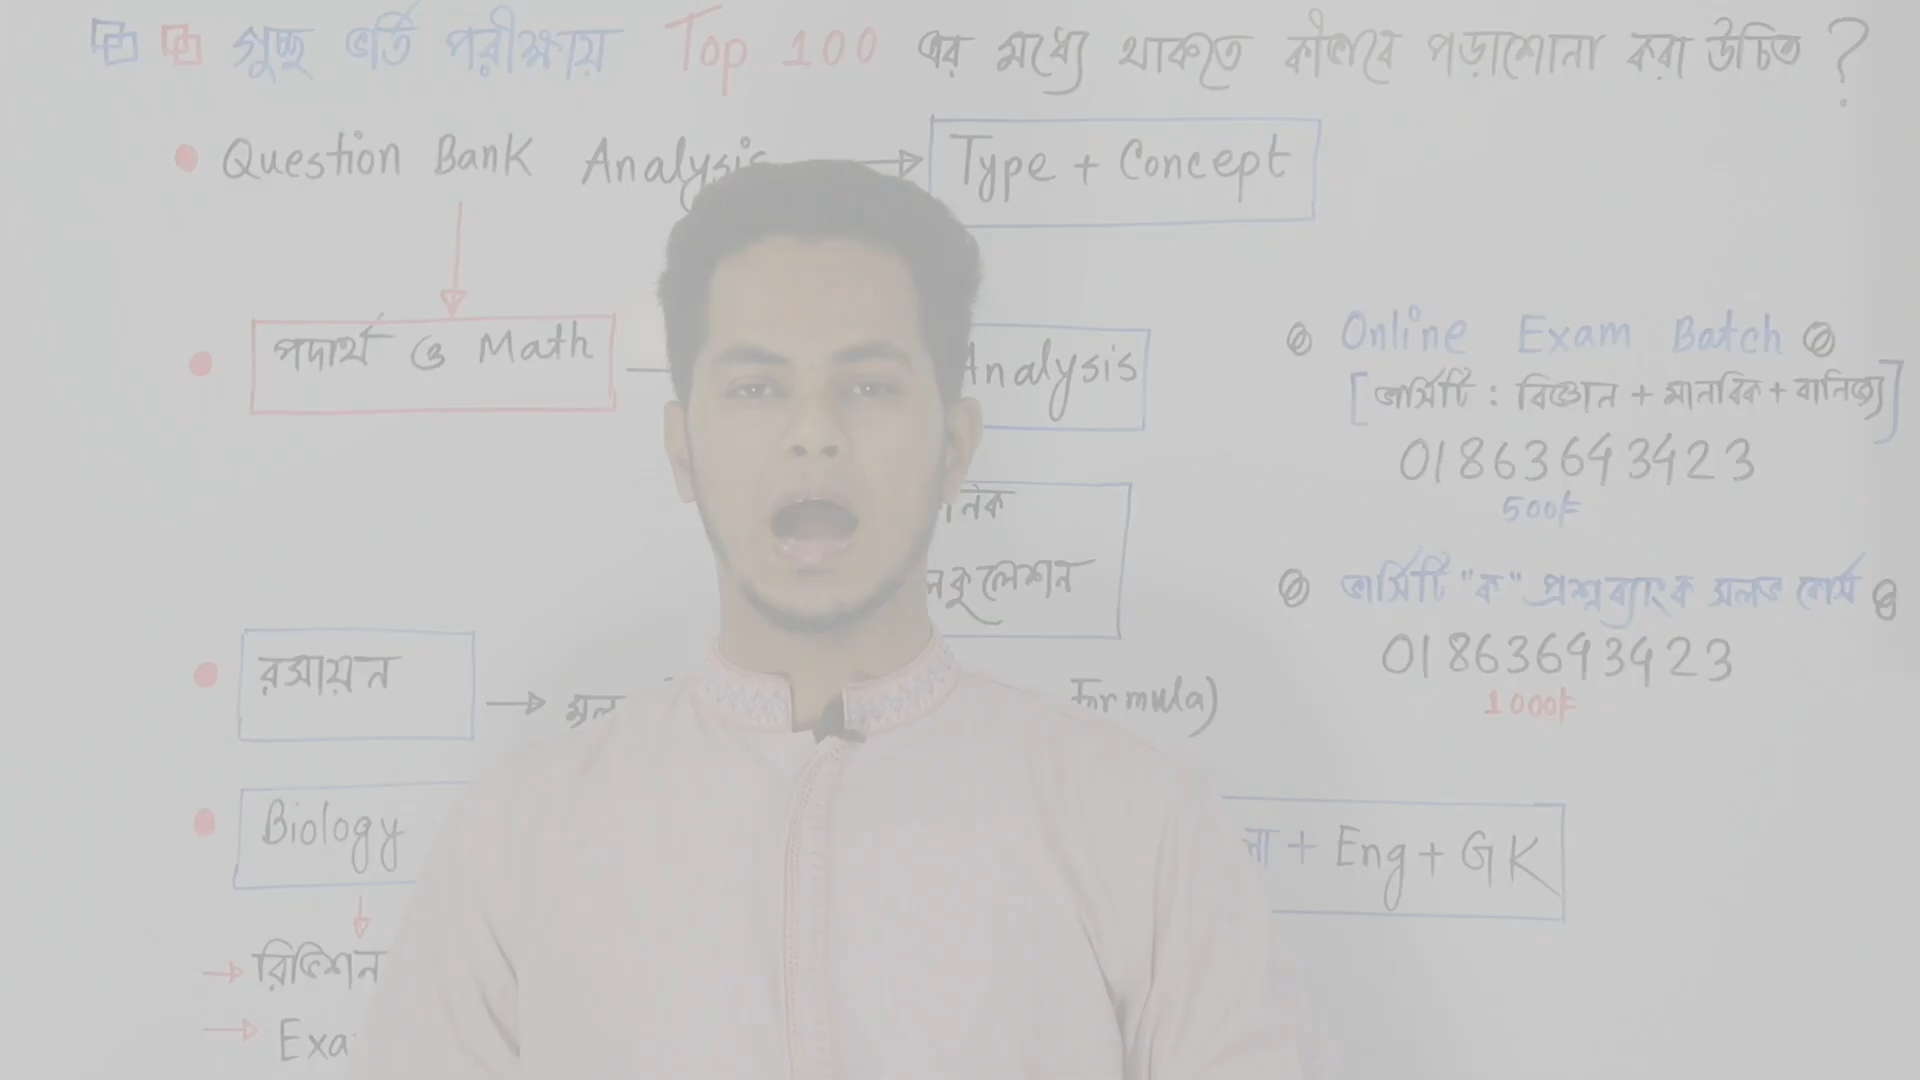 গুচ্ছ ভর্তি পরীক্ষায় Top 100 এর মধ্যে থাকতে কীভাবে পড়াশোনা করা উচিত ?
Question Bank Analysis → Type + Concept
পদার্থ ও Math
Analysis
রসায়ন → মূল
Formula)
Biology
→ রিভিশন
Online Exam Batch
[ভার্সিটি : বিজ্ঞান + মানবিক + বানিজ্য]
01863643423
500/=
ভার্সিটি "ক" প্রশ্নব্যাংক সলভ কোর্স
01863643423
1000/=
+ Eng + GK